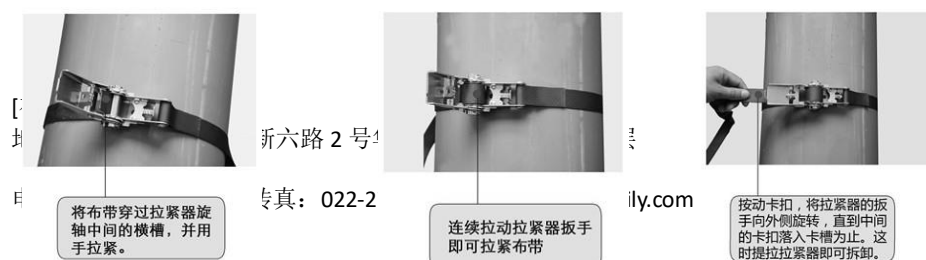 新六路 2 号
层
传真：022-2
ily.com
将布带穿过拉紧器旋
轴中间的横槽，并用
手拉紧。
连续拉动拉紧器扳手
即可拉紧布带
按动卡扣，将拉紧器的扳
手向外侧旋转，直到中间
的卡扣落入卡槽为止。这
时提拉拉紧器即可拆卸。